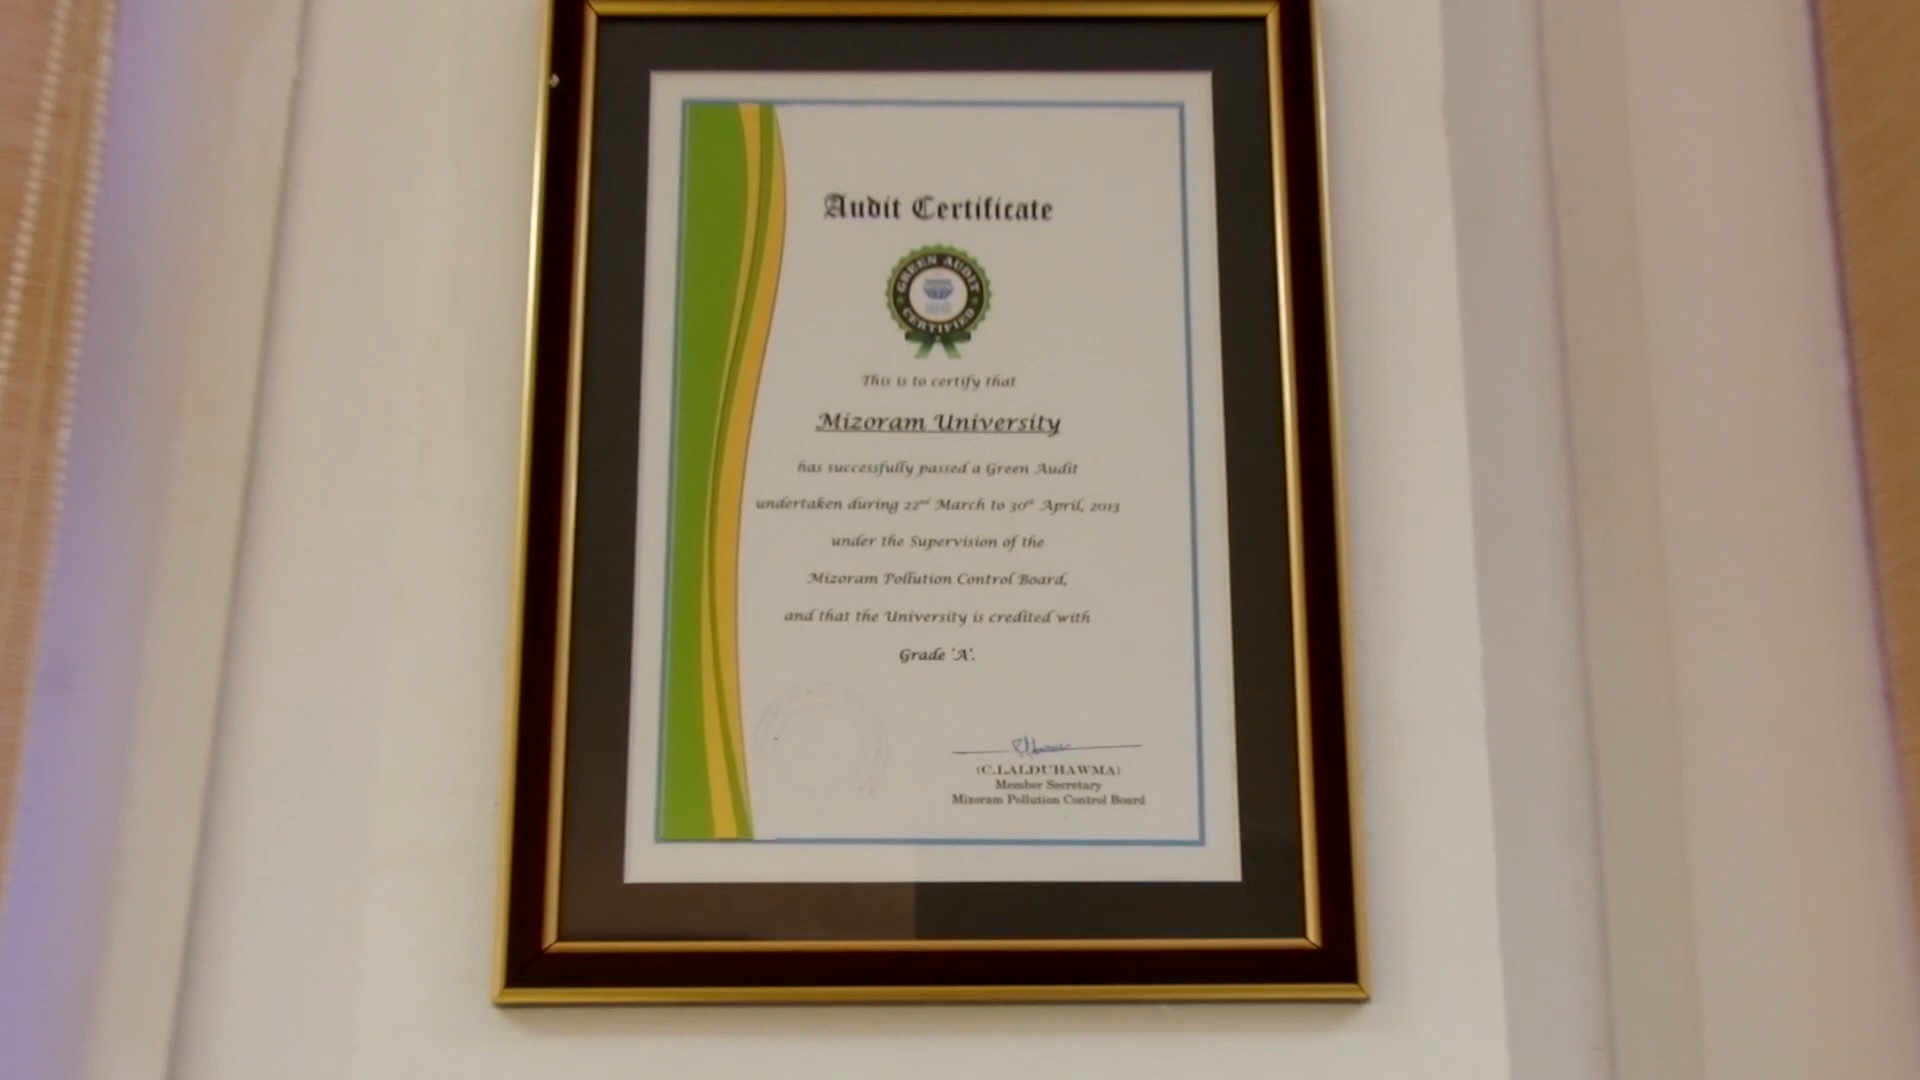 Audit Certificate
GREEN AUDIT
CERTIFIED
This is to certify that
Mizoram University
has successfully passed a Green Audit
undertaken during 22nd March to 30th April, 2013
under the Supervision of the
Mizoram Pollution Control Board,
and that the University is credited with
Grade 'A'.
(C.LALDUHAWMA)
Member Secretary
Mizoram Pollution Control Board